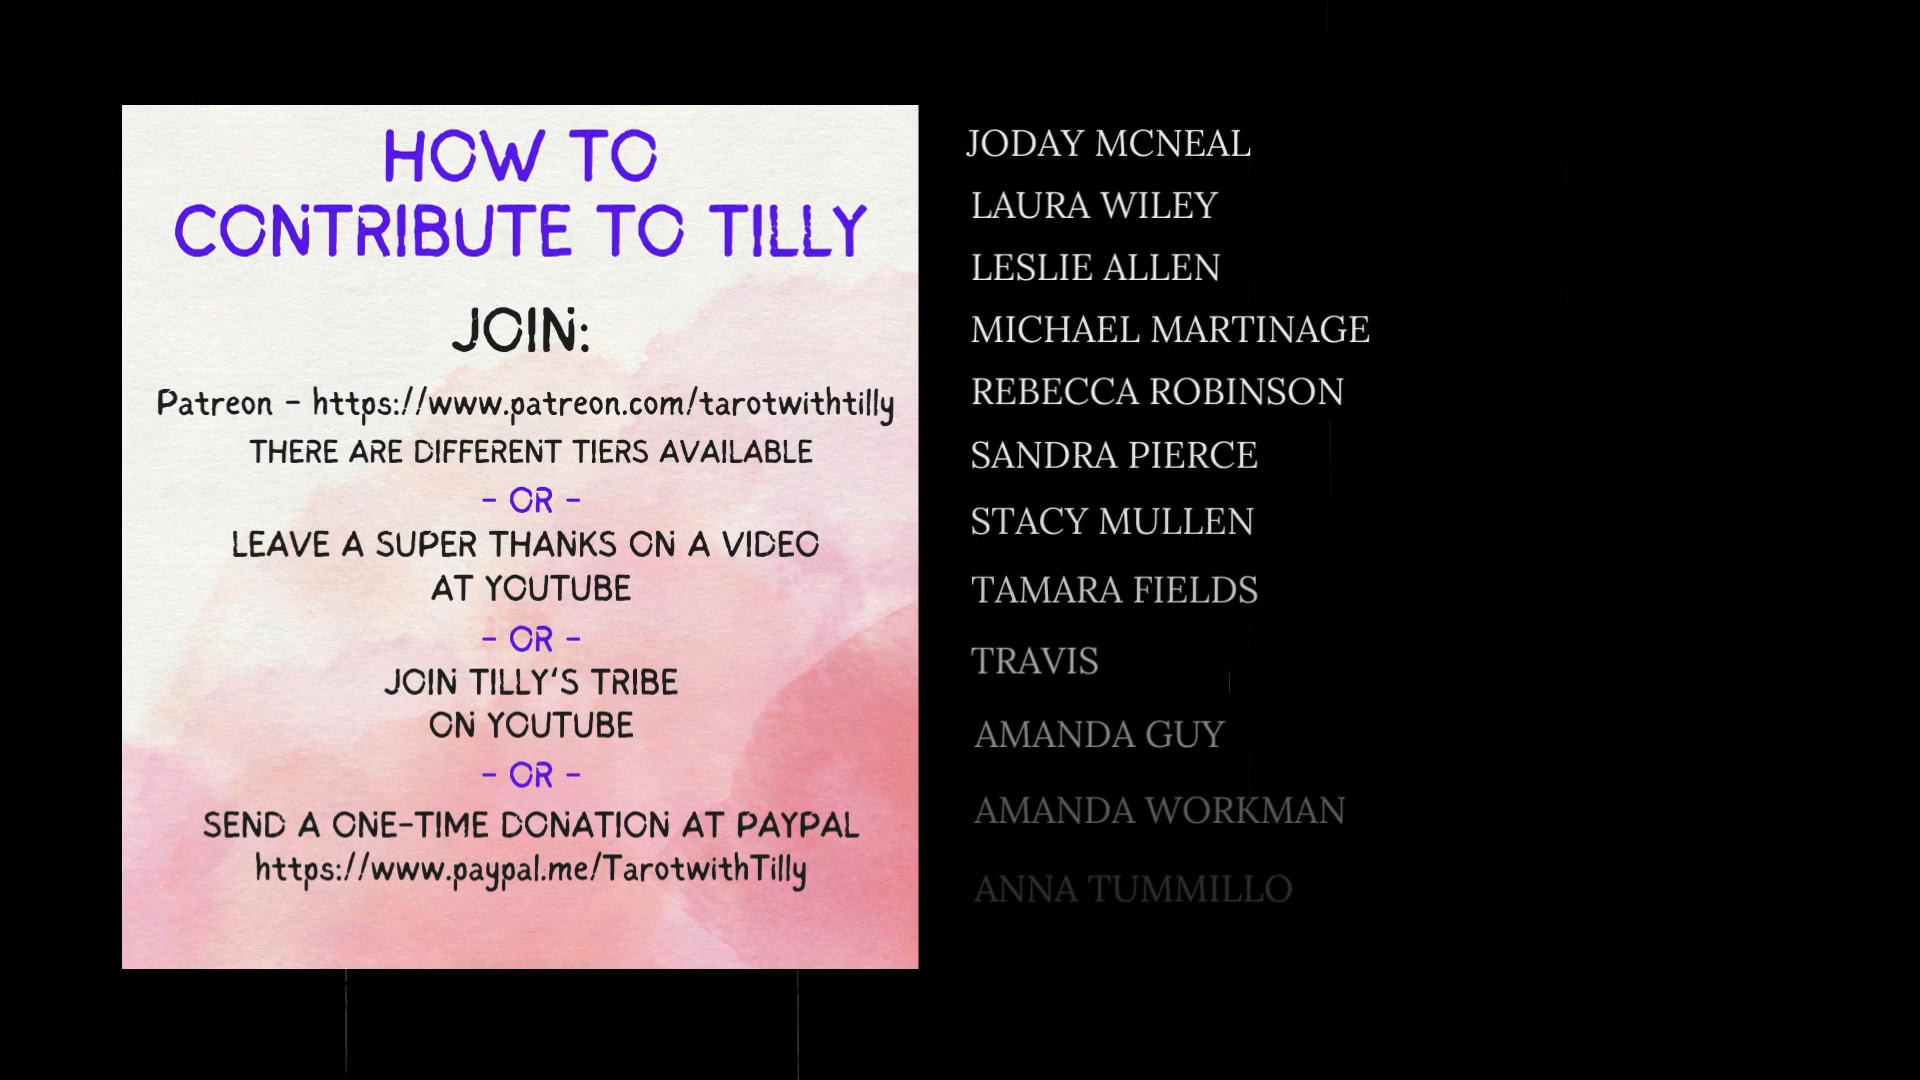 HOW TO
CONTRIBUTE TO TILLY
JOIN:
Patreon - https://www.patreon.com/tarotwithtilly
THERE ARE DIFFERENT TIERS AVAILABLE
- OR -
LEAVE A SUPER THANKS ON A VIDEO
AT YOUTUBE
- OR -
JOIN TILLY'S TRIBE
ON YOUTUBE
- OR -
SEND A ONE-TIME DONATION AT PAYPAL
https://www.paypal.me/TarotwithTilly
JODAY MCNEAL
LAURA WILEY
LESLIE ALLEN
MICHAEL MARTINAGE
REBECCA ROBINSON
SANDRA PIERCE
STACY MULLEN
TAMARA FIELDS
TRAVIS
AMANDA GUY
AMANDA WORKMAN
ANNA TUMMILLO